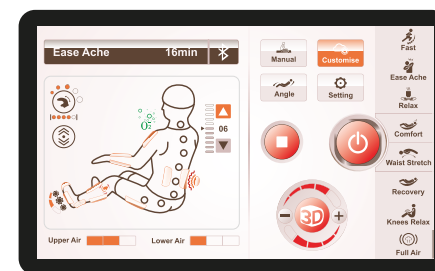 Ease Ache 16min
O2
06
Upper Air Lower Air
Manual Customise
Angle Setting
3D
Fast
Ease Ache
Relax
Comfort
Waist Stretch
Recovery
Knees Relax
Full Air